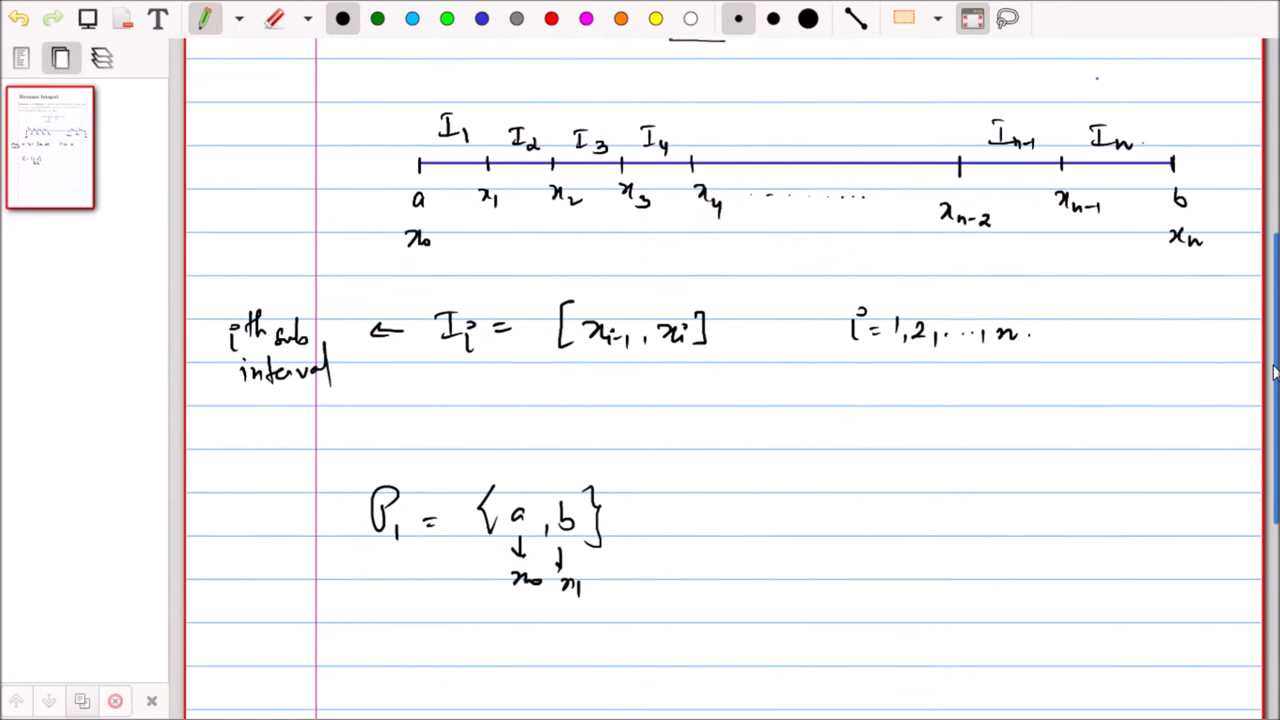 I₁ I₂ I₃ I₄ Iₙ₋₁ Iₙ
a x₁ x₂ x₃ x₄ ......... xₙ₋₂ xₙ₋₁ b
x₀ xₙ
iᵗʰ sub ← Iᵢ = [xᵢ₋₁, xᵢ] i = 1, 2, ..., n.
interval
P₁ = {a, b}
↓ ↓
x₀ x₁